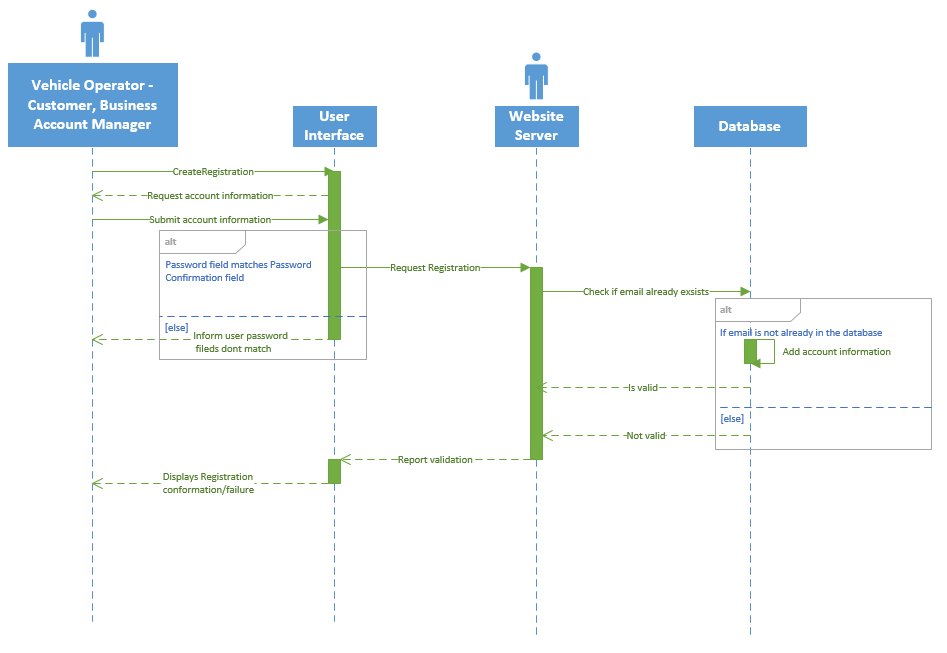 Vehicle Operator -
Customer, Business
Account Manager
User
Interface
Website
Server
Database
CreateRegistration
Request account information
Submit account information
alt
Password field matches Password
Confirmation field
Request Registration
Check if email already exsists
alt
[else]
Inform user password
fileds dont match
If email is not already in the database
Add account information
Is valid
[else]
Not valid
Report validation
Displays Registration
conformation/failure